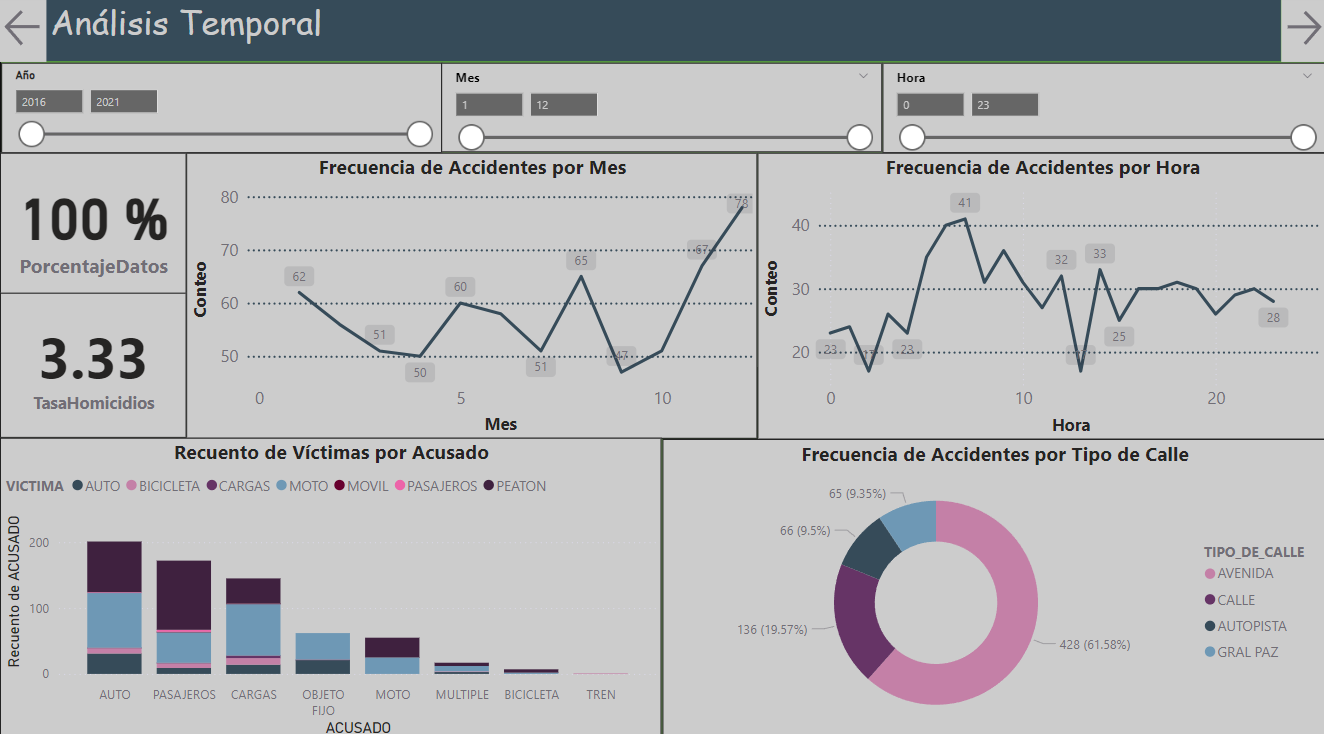 Análisis Temporal
Año
2016 2021
Mes
1 12
Hora
0 23
100 %
PorcentajeDatos
3.33
TasaHomicidios
Frecuencia de Accidentes por Mes
Conteo
80
70
60
50
62
51
50
60
51
65
47
67
78
0 5 10
Mes
Frecuencia de Accidentes por Hora
Conteo
40
30
20
23
17
23
41
32
33
25
28
0 10 20
Hora
Recuento de Víctimas por Acusado
VICTIMA AUTO BICICLETA CARGAS MOTO MOVIL PASAJEROS PEATON
Recuento de ACUSADO
200
100
0
AUTO PASAJEROS CARGAS OBJETO FIJO MOTO MULTIPLE BICICLETA TREN
ACUSADO
Frecuencia de Accidentes por Tipo de Calle
65 (9.35%)
66 (9.5%)
136 (19.57%)
428 (61.58%)
TIPO_DE_CALLE
AVENIDA
CALLE
AUTOPISTA
GRAL PAZ